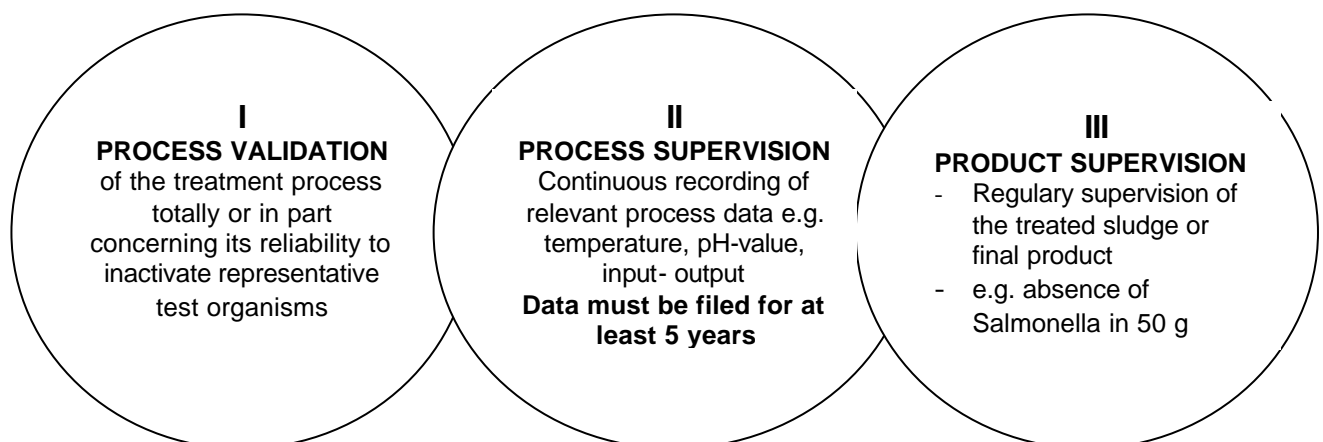 I
PROCESS VALIDATION
of the treatment process
totally or in part
concerning its reliability to
inactivate representative
test organisms
II
PROCESS SUPERVISION
Continuous recording of
relevant process data e.g.
temperature, pH-value,
input- output
Data must be filed for at
least 5 years
III
PRODUCT SUPERVISION
- Regulary supervision of
the treated sludge or
final product
- e.g. absence of
Salmonella in 50 g